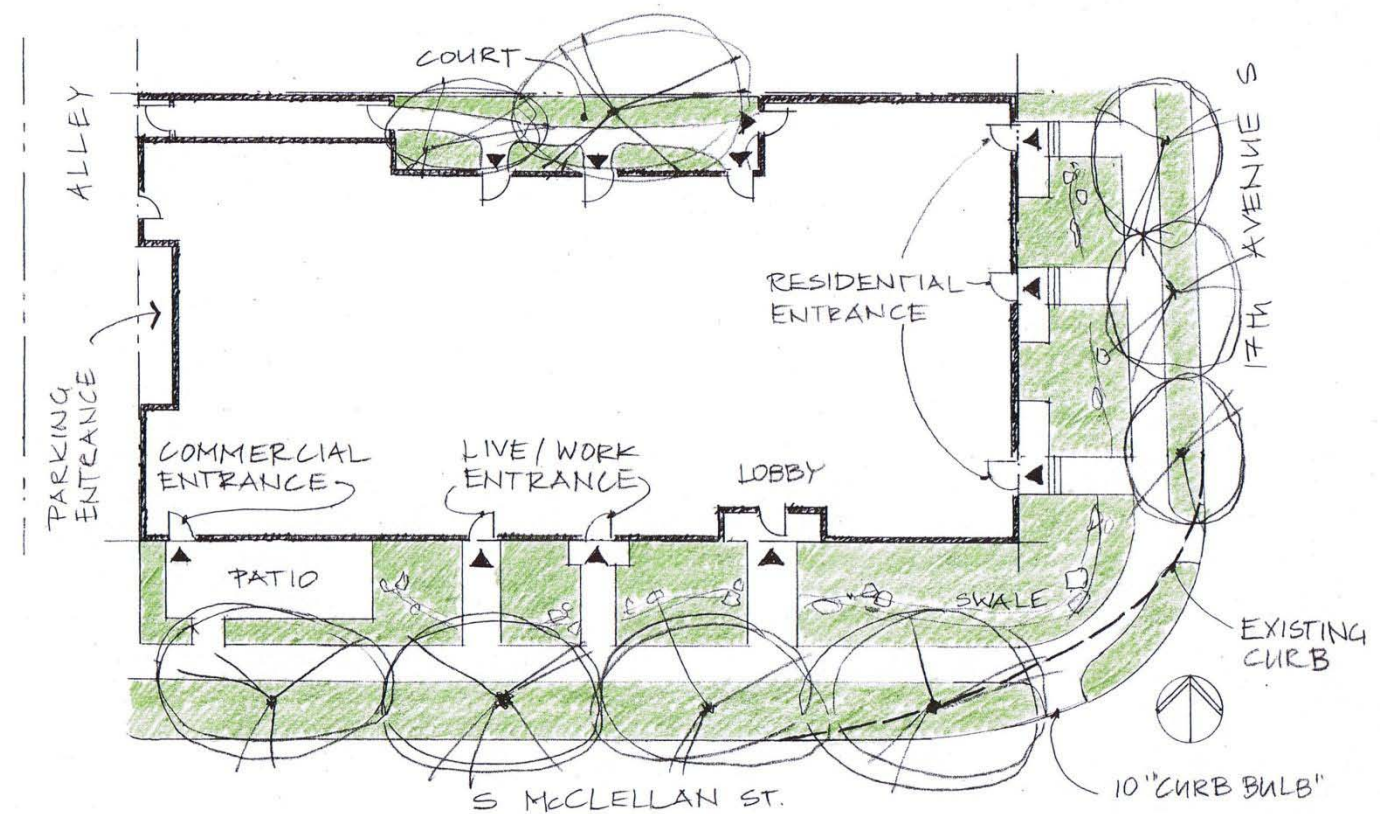 COURT
ALLEY
17TH AVENUE S
RESIDENTIAL
ENTRANCE
PARKING
ENTRANCE
COMMERCIAL
ENTRANCE
LIVE/WORK
ENTRANCE
LOBBY
PATIO
SWALE
EXISTING
CURB
10"CURB BULB"
S McCLELLAN ST.